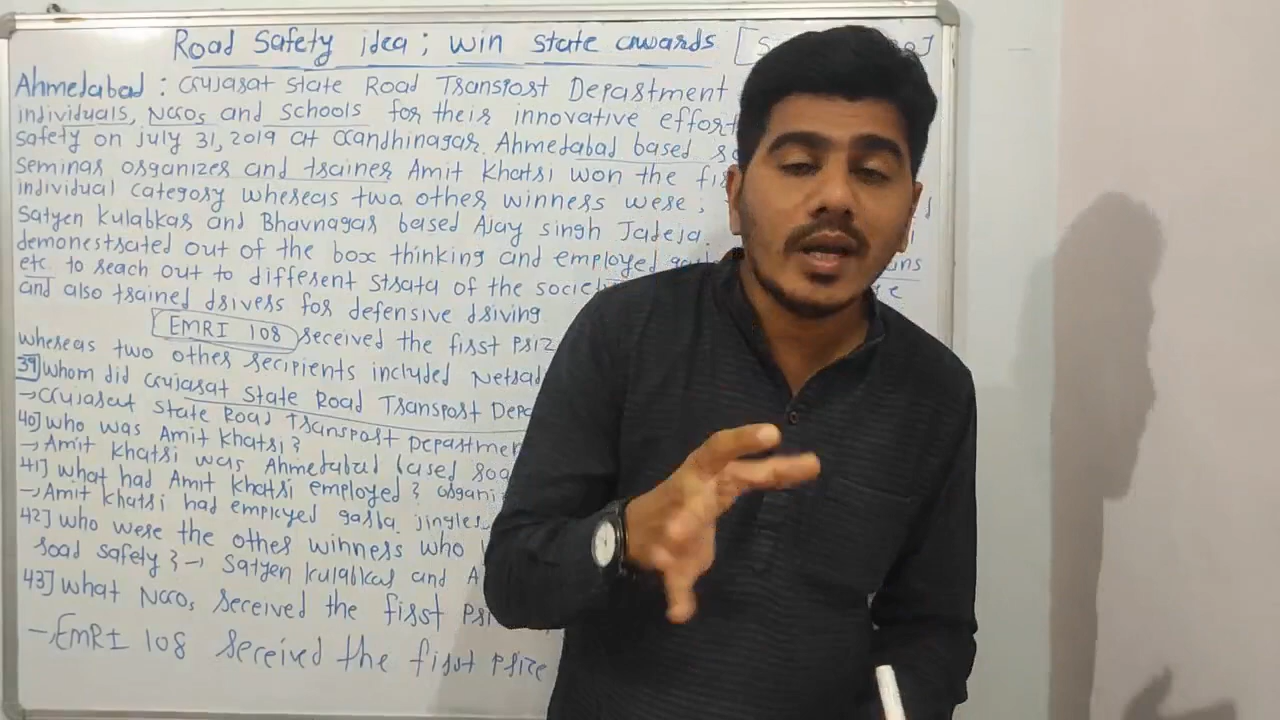 Road Safety idea; win state awards [S
Ahmedabad : Gujarat State Road Transport Department
individuals, NGOs and schools for their innovative effort
safety on july 31, 2019 at Gandhinagar. Ahmedabad based
Seminar organizer and trainer Amit Khatri won the fi
individual category whereas two other winners were;
Satyen Kulabkar and Bhavnagar based Ajay singh Jadeja.
demonestrated out of the box thinking and employed
etc. to reach out to different strata of the societ
and also trained drivers for defensive driving
EMRI 108 received the first priz
whereas two other recipients included Netra
39] Whom did Gujarat State Road Transport Depa
→ Gujarat State Road Transport Departmen
40] who was Amit Khatri?
→ Amit Khatri was Ahmedabad based roa
41] what had Amit Khatri employed? organi
→ Amit Khatri had employed garba jingles
42] who were the other winners who
road safety? → Satyen Kulabkar and A
43] what NGOs received the first pri
→ EMRI 108 received the first prize